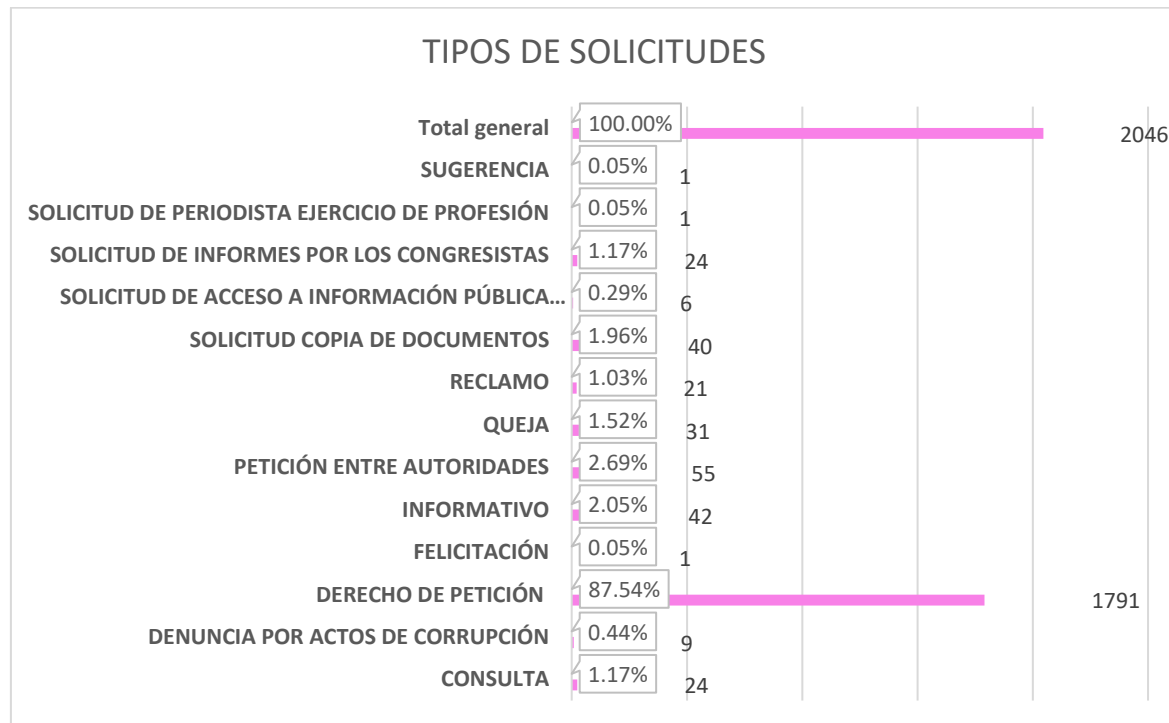 TIPOS DE SOLICITUDES
Total general 100.00% 2046
SUGERENCIA 0.05% 1
SOLICITUD DE PERIODISTA EJERCICIO DE PROFESIÓN 0.05% 1
SOLICITUD DE INFORMES POR LOS CONGRESISTAS 1.17% 24
SOLICITUD DE ACCESO A INFORMACIÓN PÚBLICA... 0.29% 6
SOLICITUD COPIA DE DOCUMENTOS 1.96% 40
RECLAMO 1.03% 21
QUEJA 1.52% 31
PETICIÓN ENTRE AUTORIDADES 2.69% 55
INFORMATIVO 2.05% 42
FELICITACIÓN 0.05% 1
DERECHO DE PETICIÓN 87.54% 1791
DENUNCIA POR ACTOS DE CORRUPCIÓN 0.44% 9
CONSULTA 1.17% 24